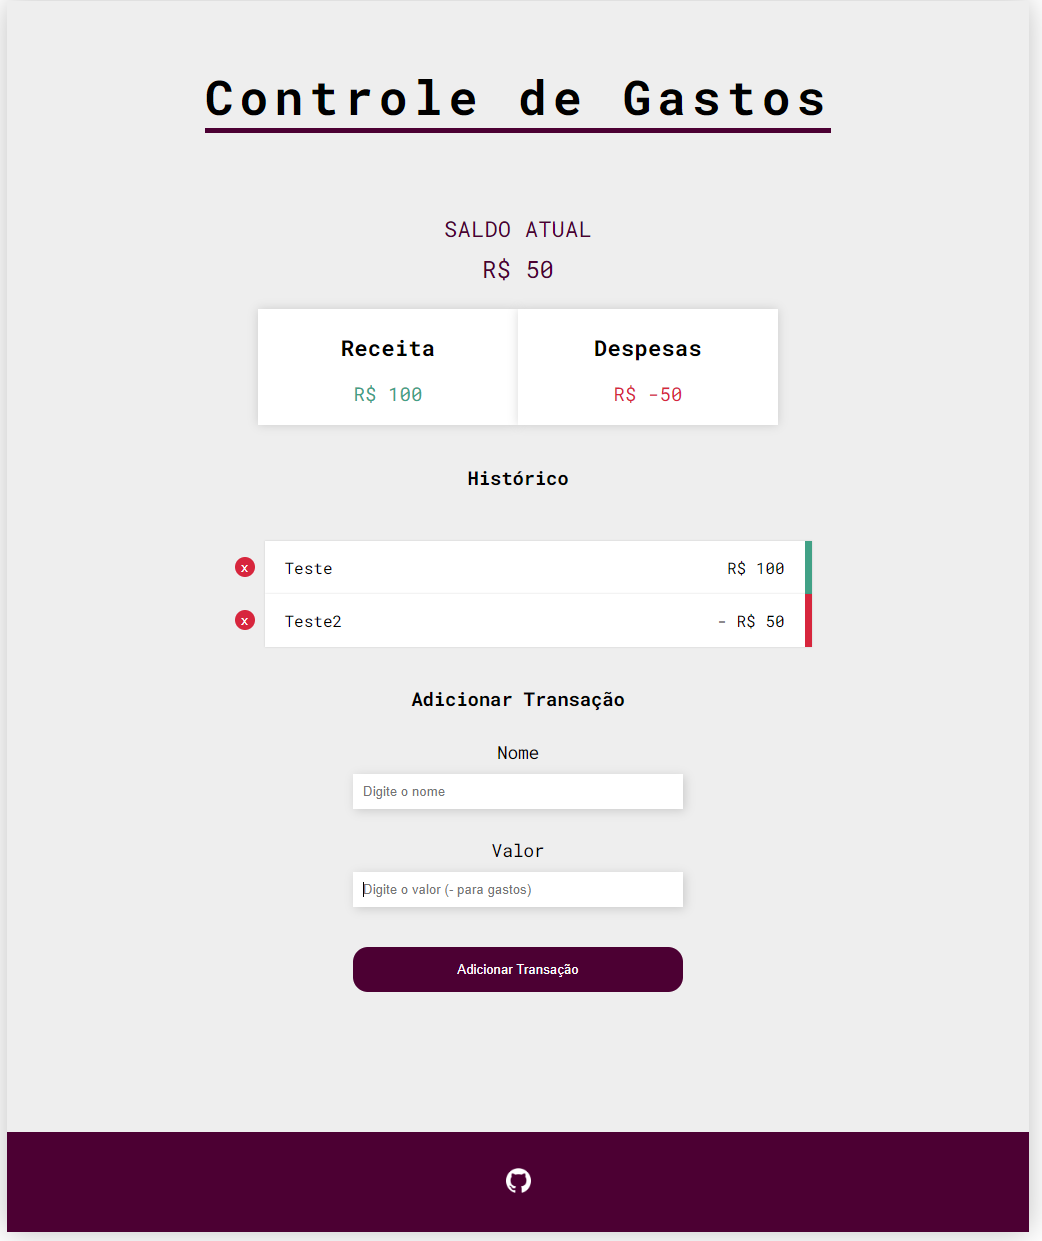 Controle de Gastos
SALDO ATUAL
R$ 50
Receita
R$ 100
Despesas
R$ -50
Histórico
x Teste R$ 100
x Teste2 - R$ 50
Adicionar Transação
Nome
Digite o nome
Valor
Digite o valor (- para gastos)
Adicionar Transação